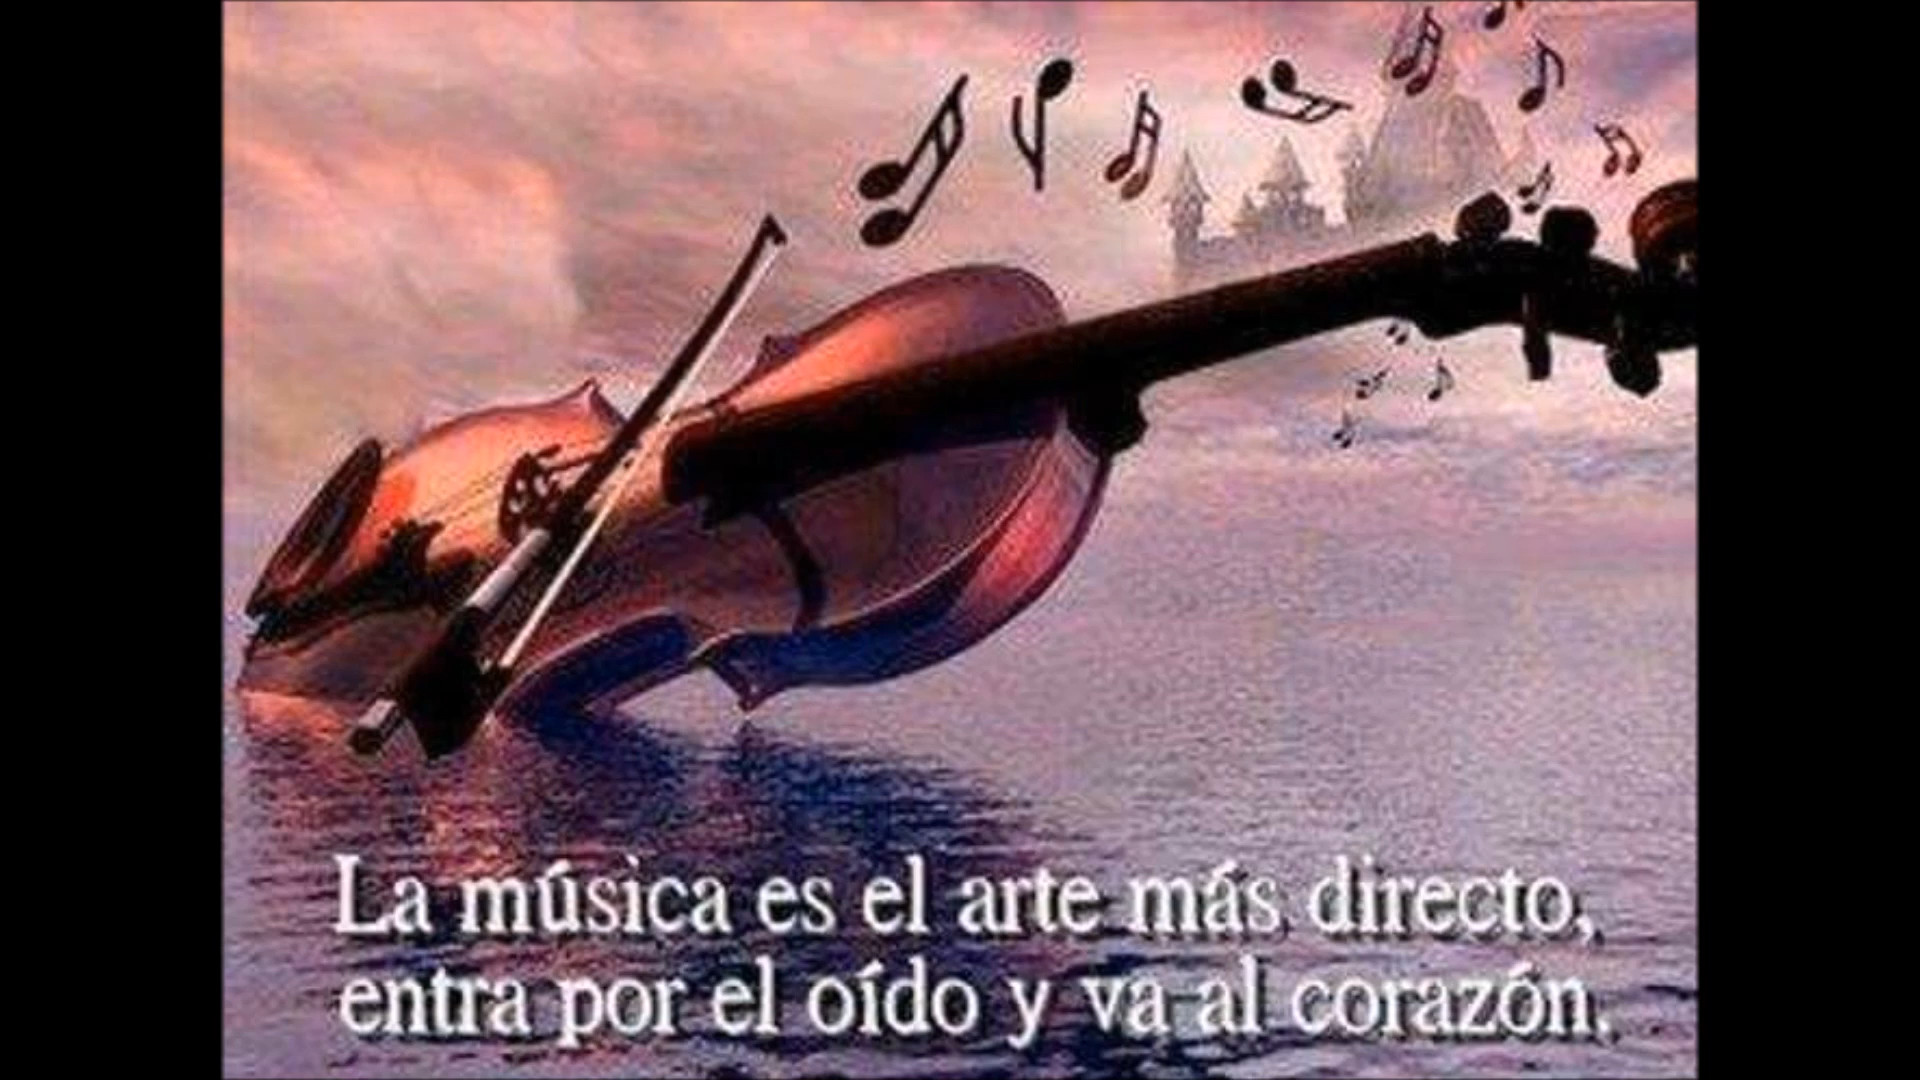 La música es el arte más directo,
entra por el oído y va al corazón.